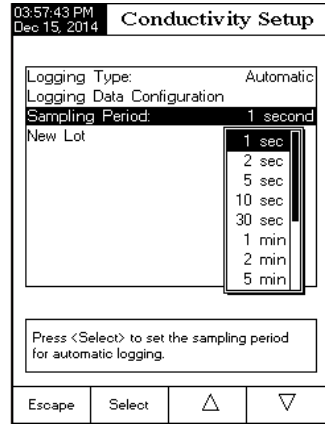 03:57:43 PM
Dec 15, 2014
Conductivity Setup
Logging Type: Automatic
Logging Data Configuration
Sampling Period: 1 second
New Lot
1 sec
2 sec
5 sec
10 sec
30 sec
1 min
2 min
5 min
Press <Select> to set the sampling period
for automatic logging.
Escape Select